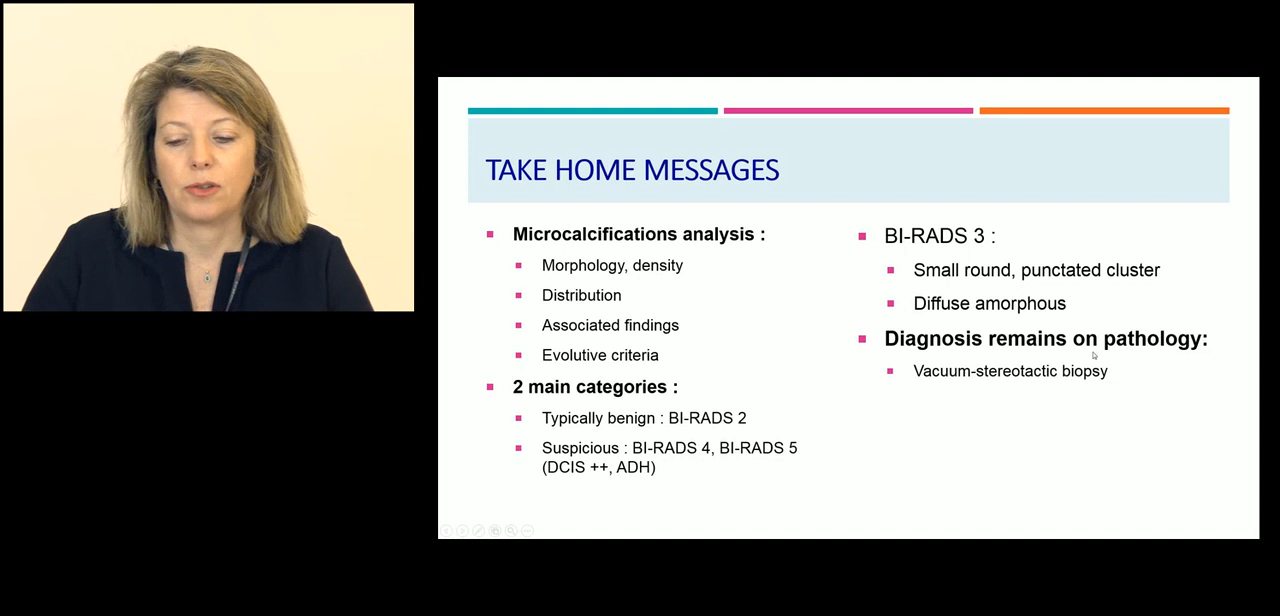 TAKE HOME MESSAGES
Microcalcifications analysis :
Morphology, density
Distribution
Associated findings
Evolutive criteria
2 main categories :
Typically benign : BI-RADS 2
Suspicious : BI-RADS 4, BI-RADS 5
(DCIS ++, ADH)
BI-RADS 3 :
Small round, punctated cluster
Diffuse amorphous
Diagnosis remains on pathology:
Vacuum-stereotactic biopsy